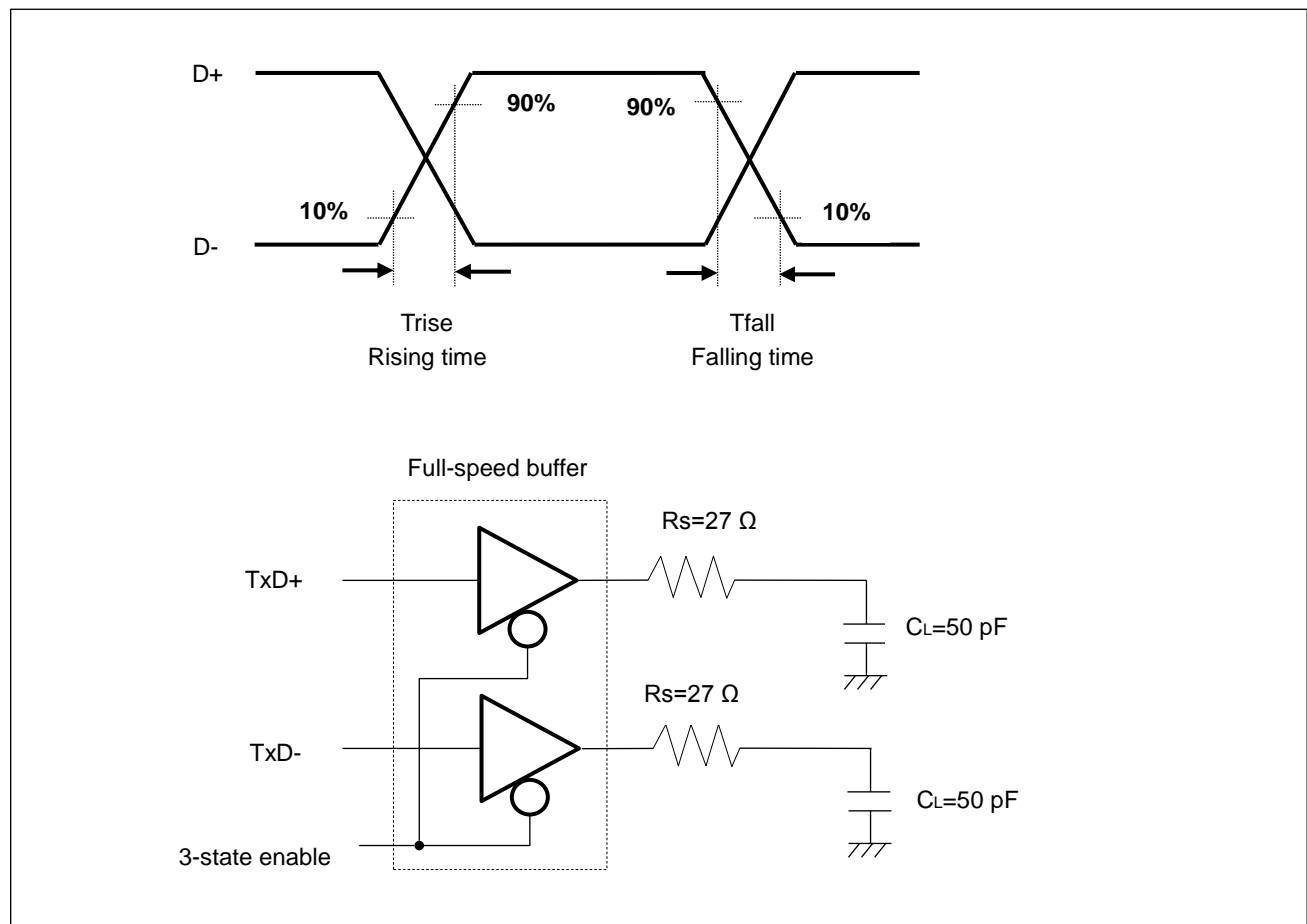 D+
90%
90%
10%
10%
D-
Trise
Rising time
Tfall
Falling time
Full-speed buffer
Rs=27 Ω
TxD+
CL=50 pF
Rs=27 Ω
TxD-
CL=50 pF
3-state enable